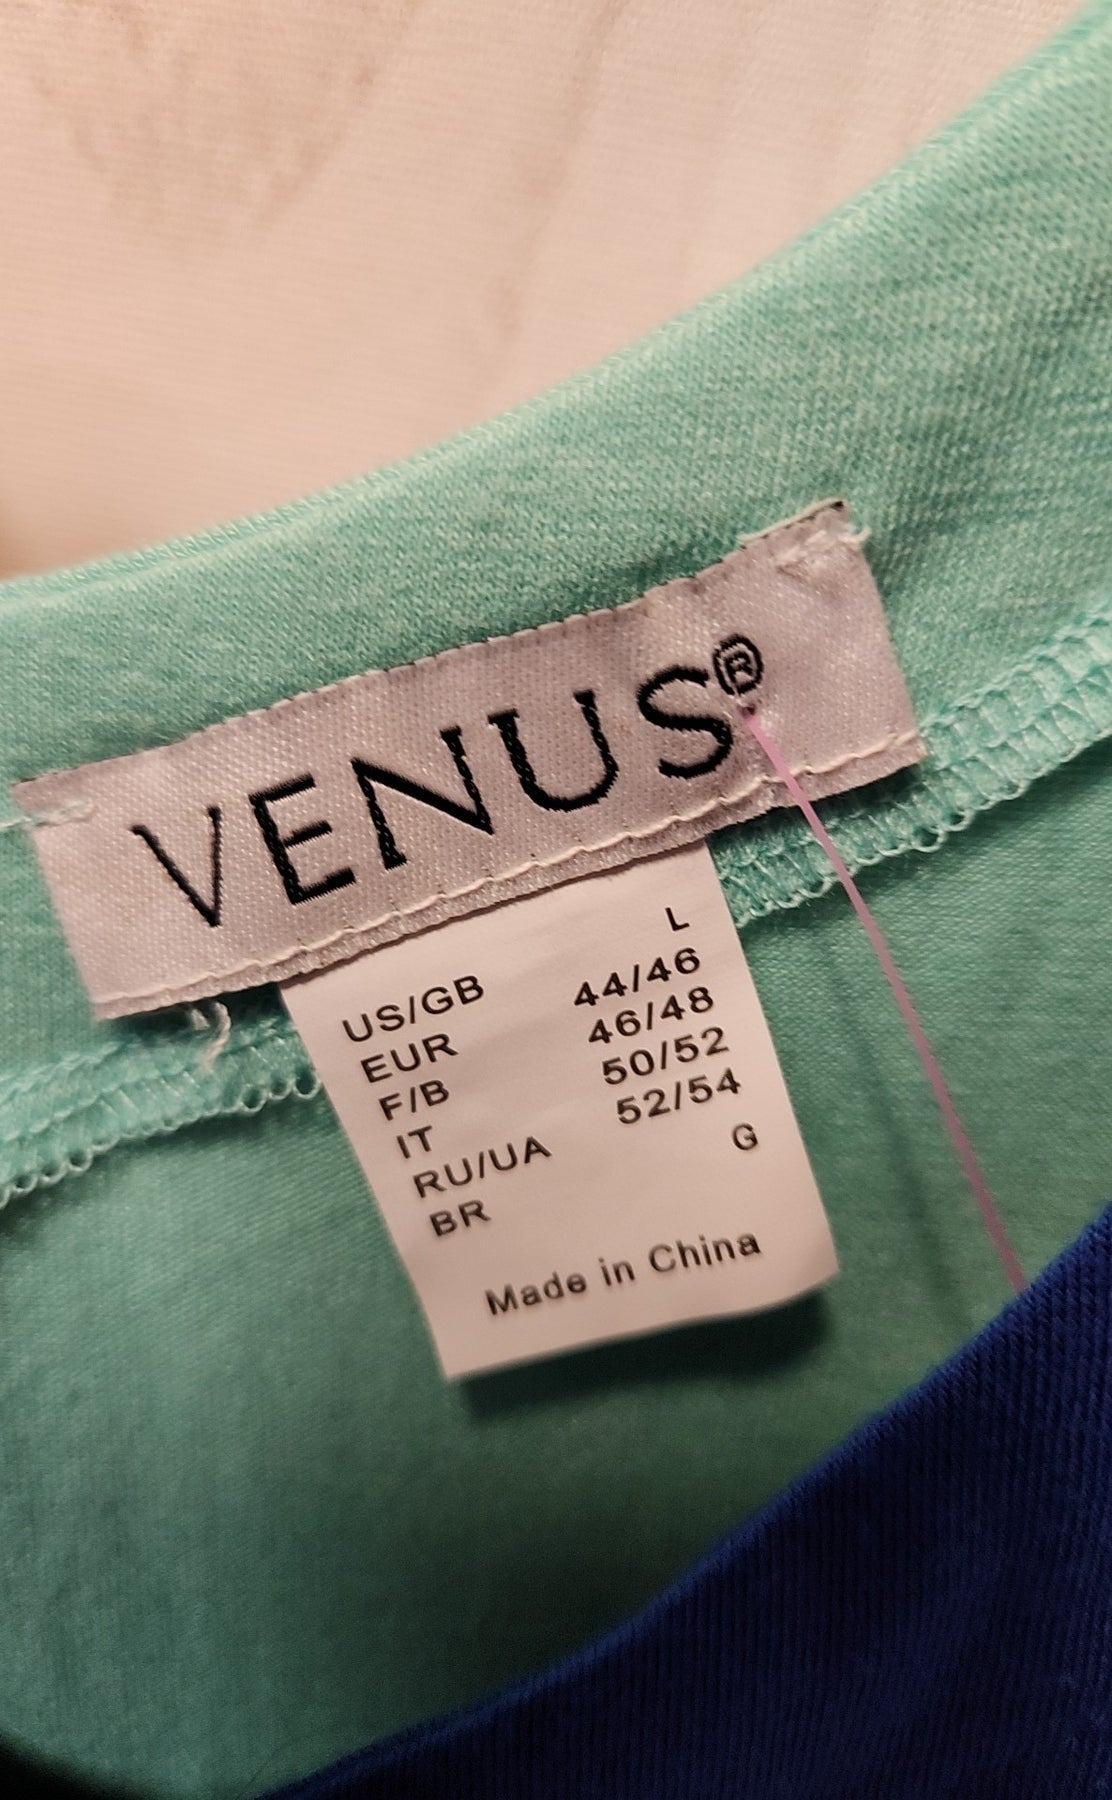 VENUS®
US/GB L
EUR 44/46
F/B 46/48
IT 50/52
RU/UA 52/54
BR G
Made in China